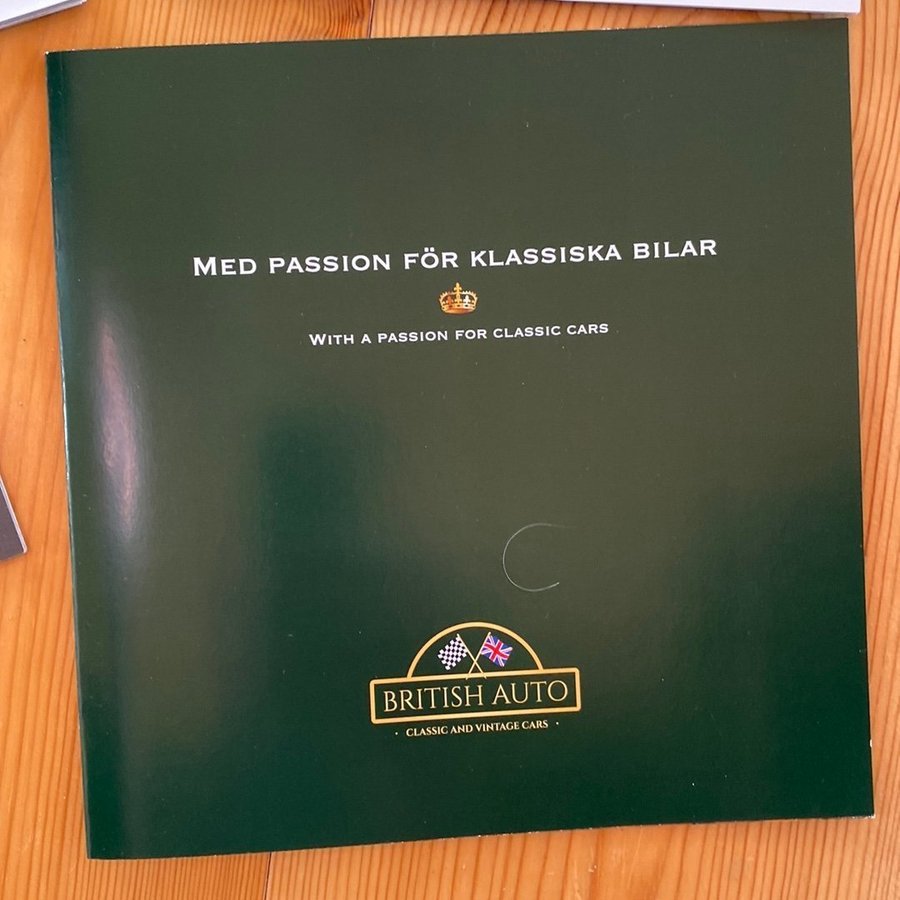 MED PASSION FÖR KLASSISKA BILAR
WITH A PASSION FOR CLASSIC CARS
BRITISH AUTO
· CLASSIC AND VINTAGE CARS ·